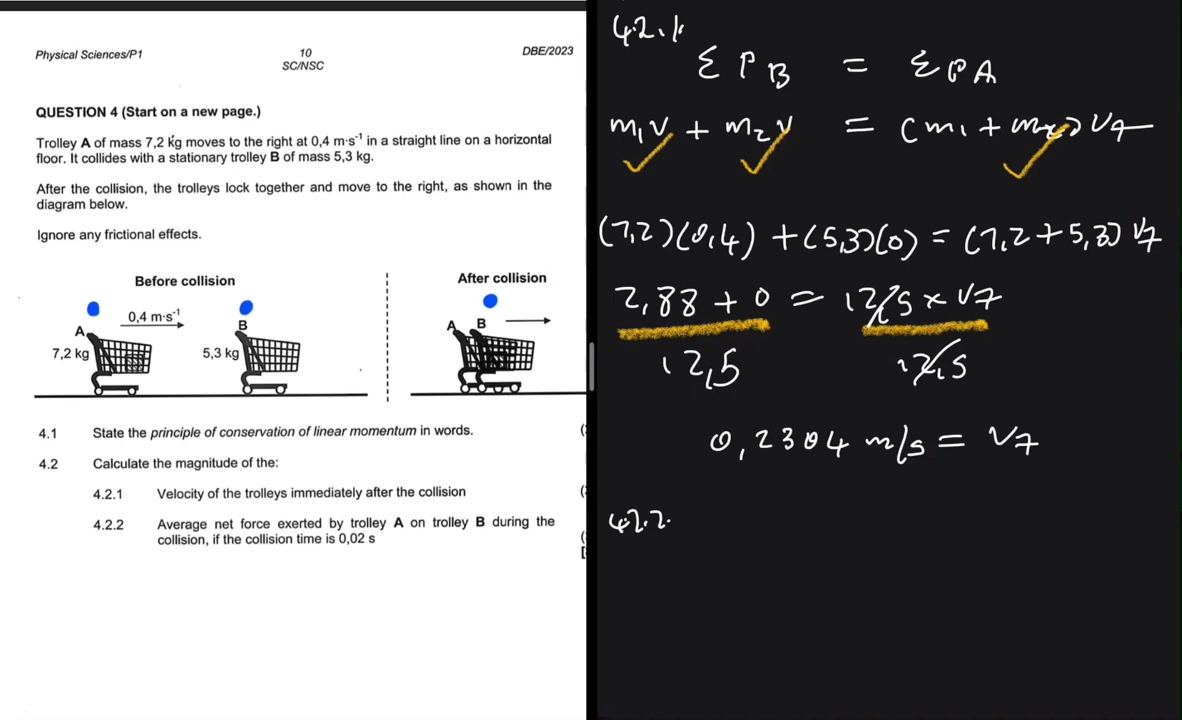 Physical Sciences/P1
10
SC/NSC
DBE/2023
QUESTION 4 (Start on a new page.)
Trolley A of mass 7,2 kg moves to the right at 0,4 m·s⁻¹ in a straight line on a horizontal
floor. It collides with a stationary trolley B of mass 5,3 kg.
After the collision, the trolleys lock together and move to the right, as shown in the
diagram below.
Ignore any frictional effects.
Before collision
After collision
0,4 m·s⁻¹
A
B
A B
7,2 kg
5,3 kg
4.1 State the principle of conservation of linear momentum in words. (
4.2 Calculate the magnitude of the:
4.2.1 Velocity of the trolleys immediately after the collision (
4.2.2 Average net force exerted by trolley A on trolley B during the
collision, if the collision time is 0,02 s (
[
4.2.1
Σ P B = Σ P A
m₁v + m₂v = (m₁ + m₂) vf
(7,2)(0,4) + (5,3)(0) = (7,2 + 5,3) vf
2,88 + 0 = 12,5 × vf
12,5 12,5
0,2304 m/s = vf
4.2.2.